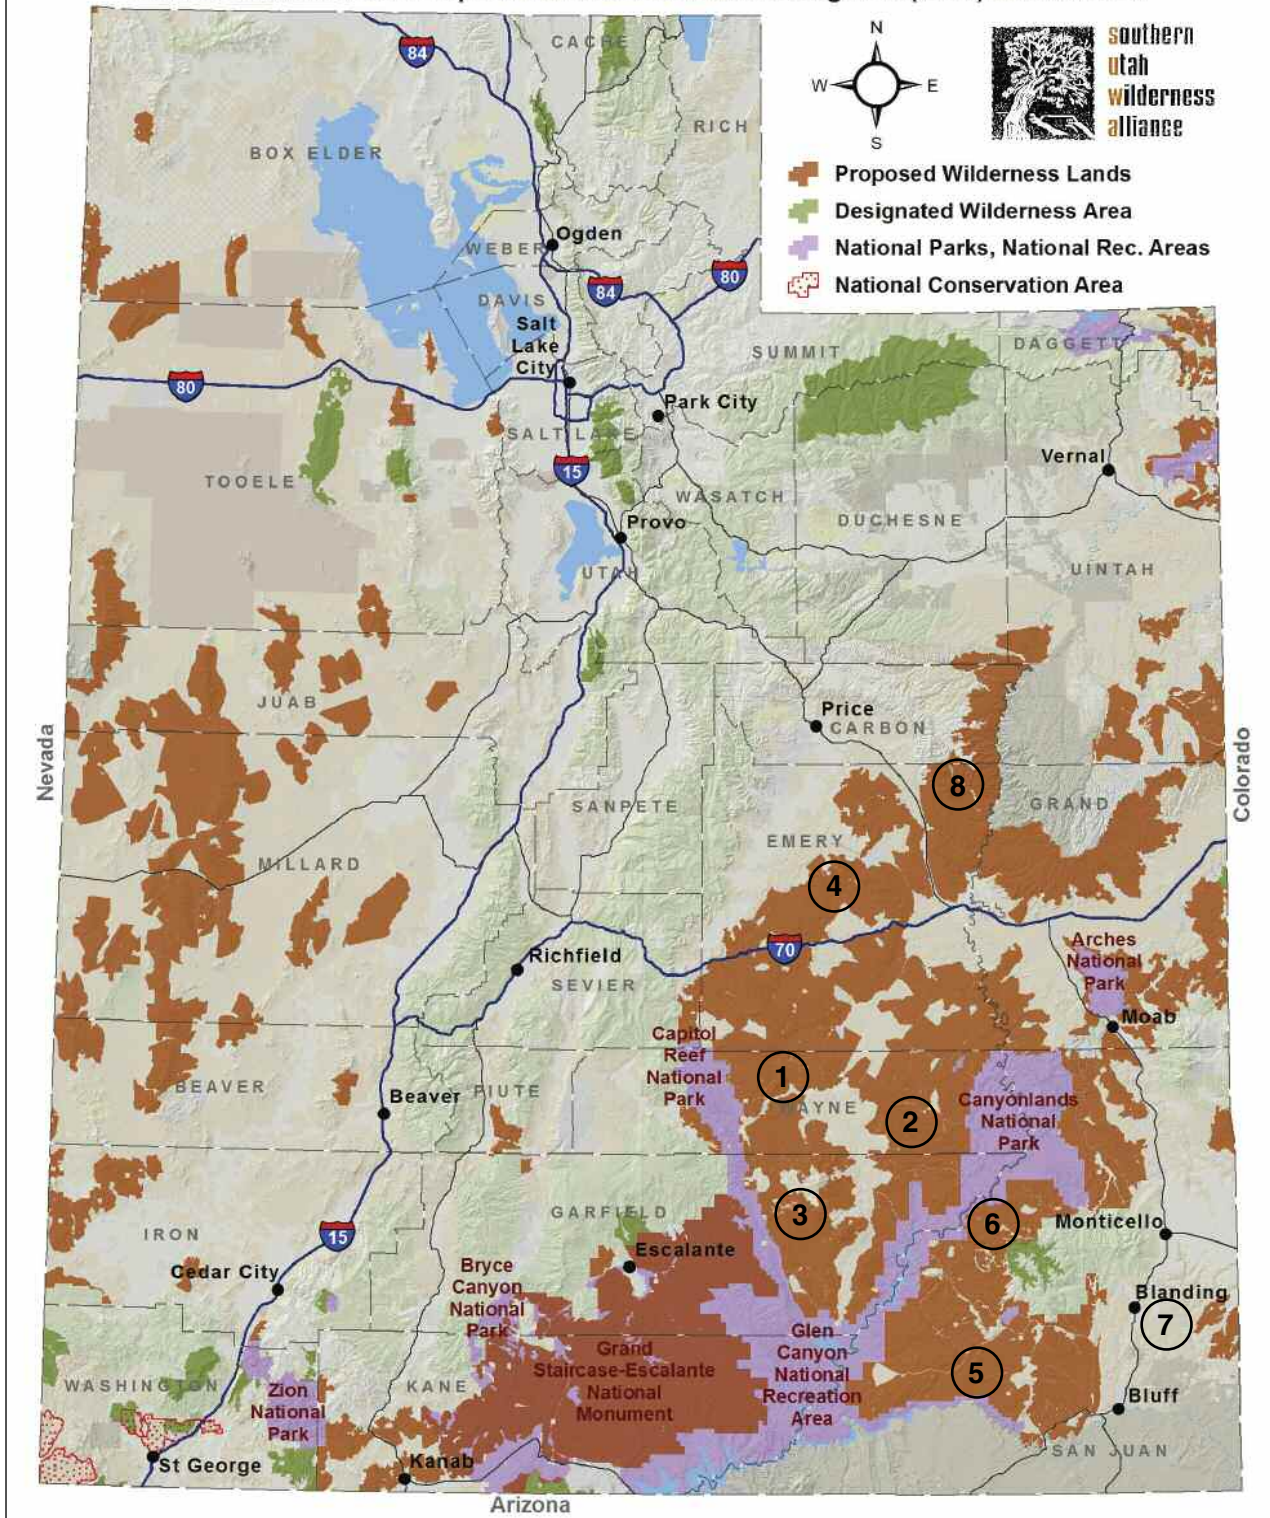 84
CACHE
N
W
E
S
southern
utah
wilderness
alliance
RICH
BOX ELDER
Proposed Wilderness Lands
Designated Wilderness Area
National Parks, National Rec. Areas
National Conservation Area
Ogden
WEBER
84
80
DAVIS
Salt
Lake
City
SUMMIT
DAGGETT
80
Park City
SALT LAKE
15
Vernal
TOOELE
WASATCH
Provo
DUCHESNE
UTAH
UINTAH
JUAB
Price
CARBON
Nevada
Colorado
8
SANPETE
GRAND
EMERY
MILLARD
4
70
Arches
National
Park
Richfield
SEVIER
Moab
Capitol
Reef
National
Park
1
BEAVER
Beaver
PIUTE
WAYNE
2
Canyonlands
National
Park
3
GARFIELD
6
Monticello
IRON
15
Escalante
Cedar City
Bryce
Canyon
National
Park
Blanding
7
Glen
Canyon
National
Recreation
Area
Grand
Staircase-Escalante
National
Monument
5
WASHINGTON
Zion
National
Park
KANE
Bluff
SAN JUAN
St George
Kanab
Arizona